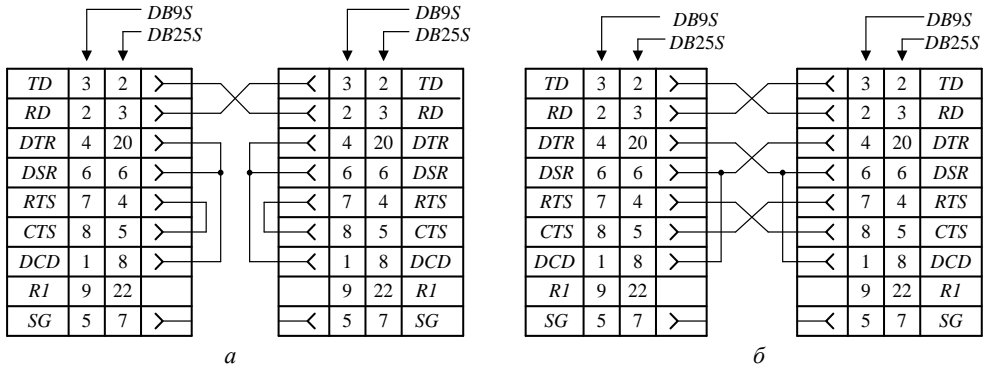 DB9S DB9S DB9S DB9S
DB25S DB25S DB25S DB25S
TD 3 2 3 2 TD TD 3 2 3 2 TD
RD 2 3 2 3 RD RD 2 3 2 3 RD
DTR 4 20 4 20 DTR DTR 4 20 4 20 DTR
DSR 6 6 6 6 DSR DSR 6 6 6 6 DSR
RTS 7 4 7 4 RTS RTS 7 4 7 4 RTS
CTS 8 5 8 5 CTS CTS 8 5 8 5 CTS
DCD 1 8 1 8 DCD DCD 1 8 1 8 DCD
R1 9 22 9 22 R1 R1 9 22 9 22 R1
SG 5 7 5 7 SG SG 5 7 5 7 SG
а б